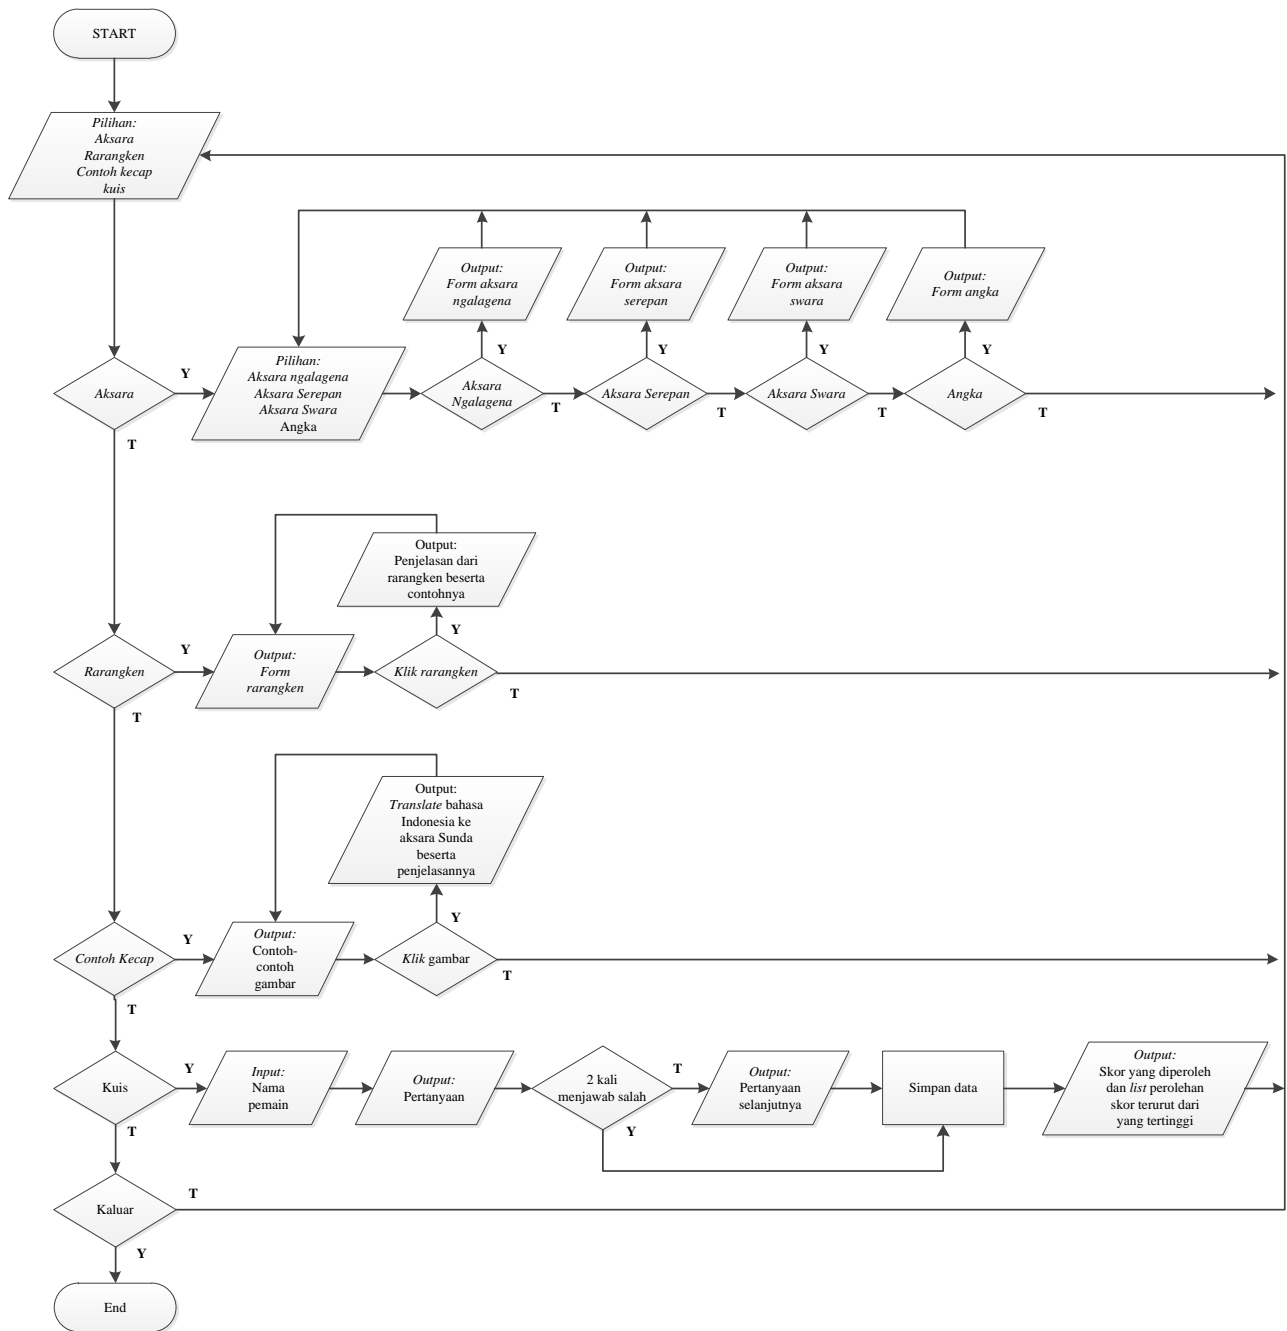 START
Pilihan:
Aksara
Rarangken
Contoh kecap
kuis
Output:
Form aksara
ngalagena
Output:
Form aksara
serepan
Output:
Form aksara
swara
Output:
Form angka
Aksara
Y
T
Pilihan:
Aksara ngalagena
Aksara Serepan
Aksara Swara
Angka
Y
Aksara
Ngalagena
T
Y
Aksara Serepan
T
Y
Aksara Swara
T
Y
Angka
T
Output:
Penjelasan dari
rarangken beserta
contohnya
Rarangken
Y
T
Output:
Form
rarangken
Y
Klik rarangken
T
Output:
Translate bahasa
Indonesia ke
aksara Sunda
beserta
penjelasannya
Contoh Kecap
Y
T
Output:
Contoh-
contoh
gambar
Y
Klik gambar
T
Kuis
Y
T
Input:
Nama
pemain
Output:
Pertanyaan
2 kali
menjawab salah
T
Y
Output:
Pertanyaan
selanjutnya
Simpan data
Output:
Skor yang diperoleh
dan list perolehan
skor terurut dari
yang tertinggi
Kaluar
T
Y
End